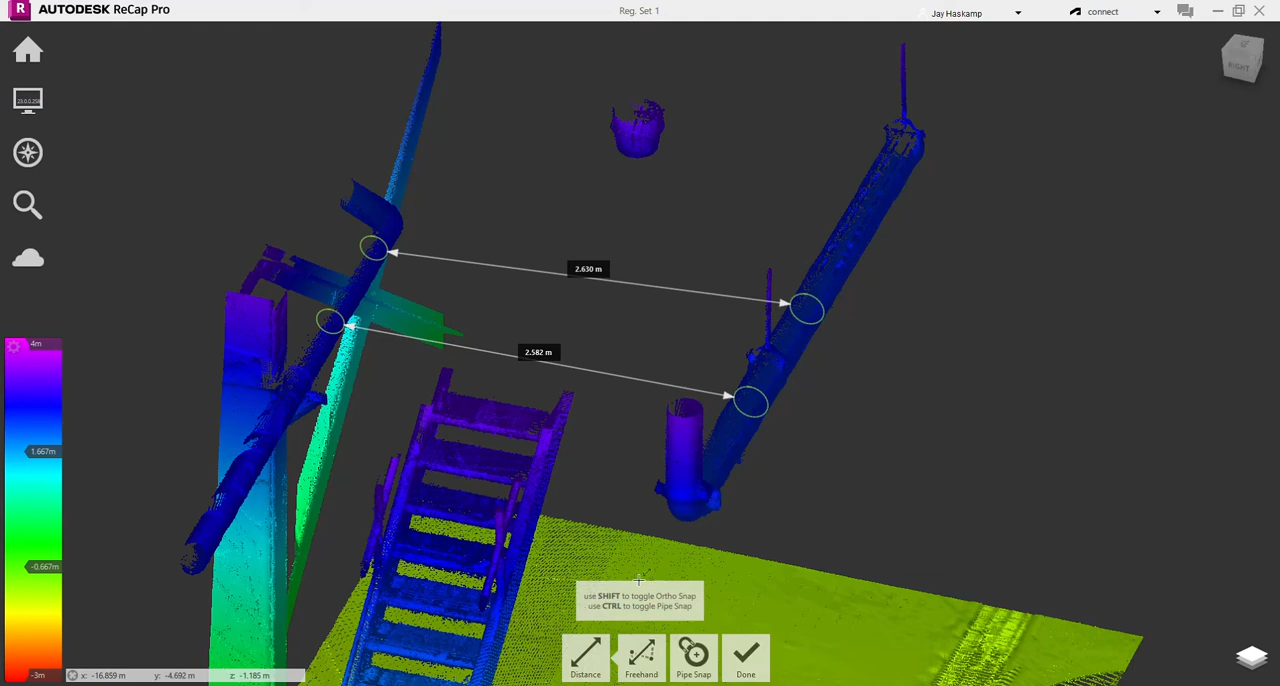 R AUTODESK ReCap Pro
Reg. Set 1
Jay Haskamp
connect
RIGHT
2.630 m
2.582 m
4m
1.667m
-0.667m
-3m
use SHIFT to toggle Ortho Snap
use CTRL to toggle Pipe Snap
Distance
Freehand
Pipe Snap
Done
x: -16.859 m y: -4.692 m z: -1.185 m